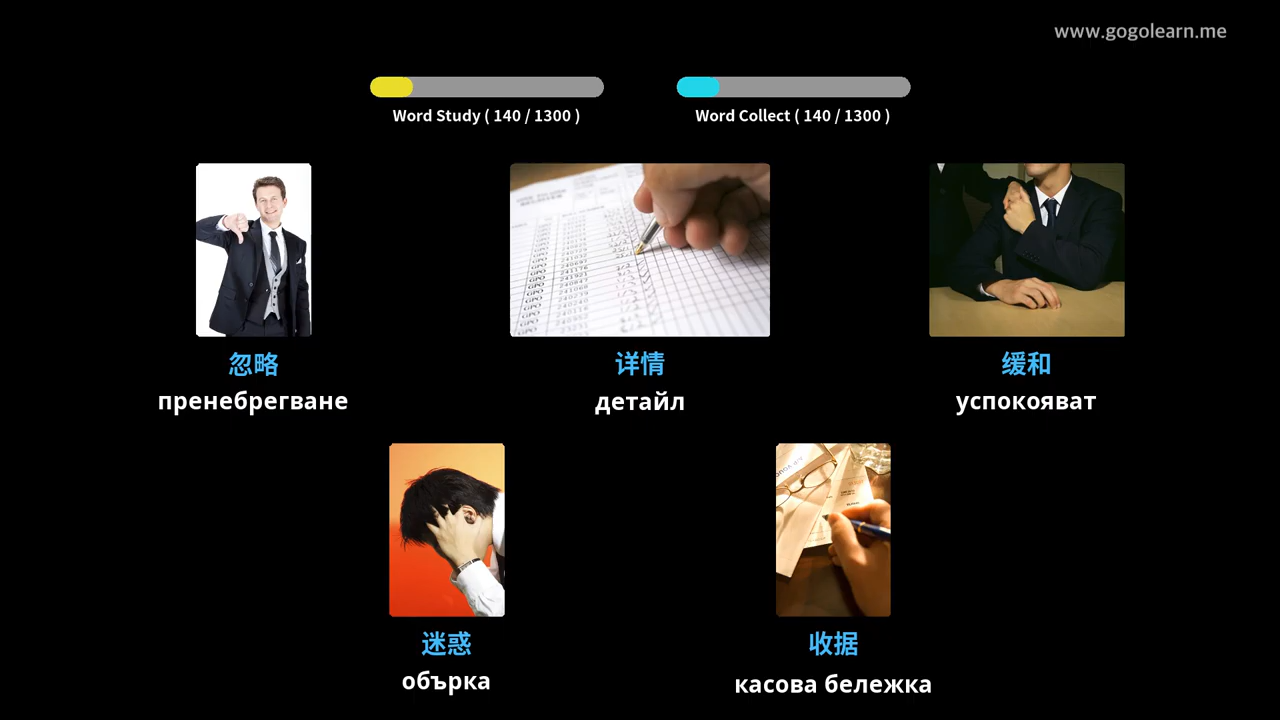 www.gogolearn.me
Word Study ( 140 / 1300 )
Word Collect ( 140 / 1300 )
忽略
пренебрегване
详情
детайл
缓和
успокояват
迷惑
обърка
收据
касова бележка